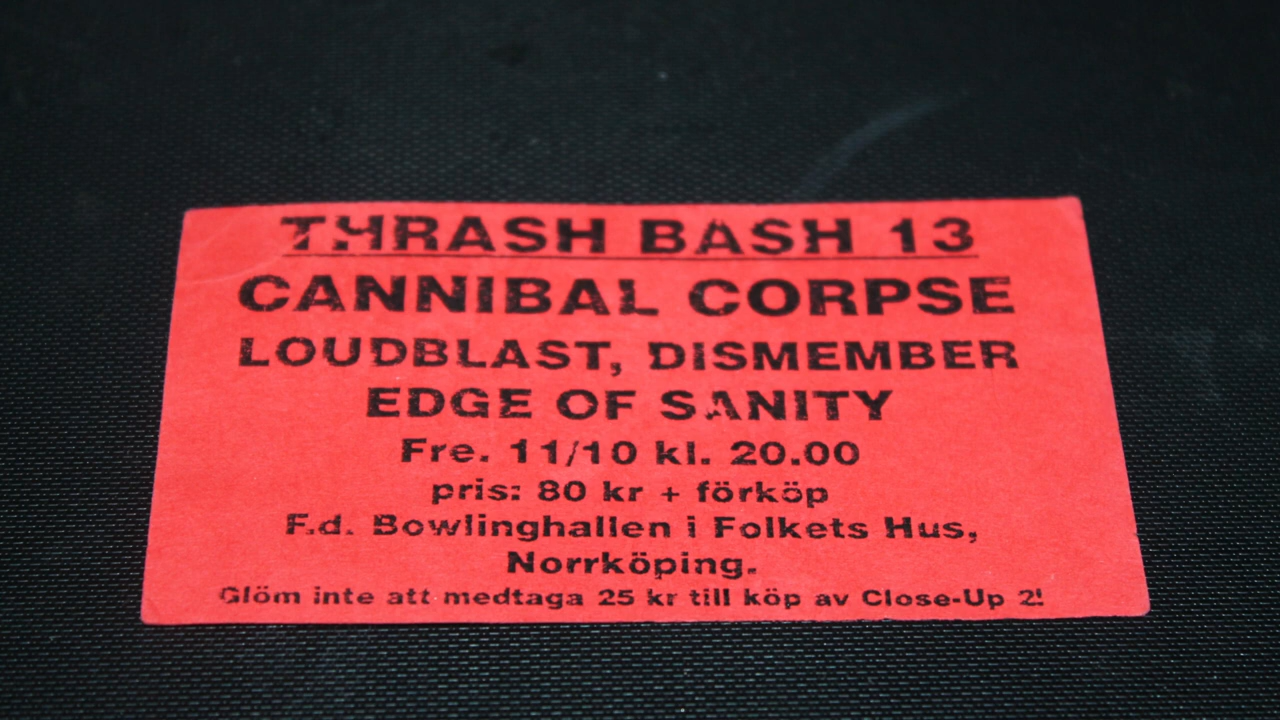 THRASH BASH 13
CANNIBAL CORPSE
LOUDBLAST, DISMEMBER
EDGE OF SANITY
Fre. 11/10 kl. 20.00
pris: 80 kr + förköp
F.d. Bowlinghallen i Folkets Hus,
Norrköping.
Glöm inte att medtaga 25 kr till köp av Close-Up 2!